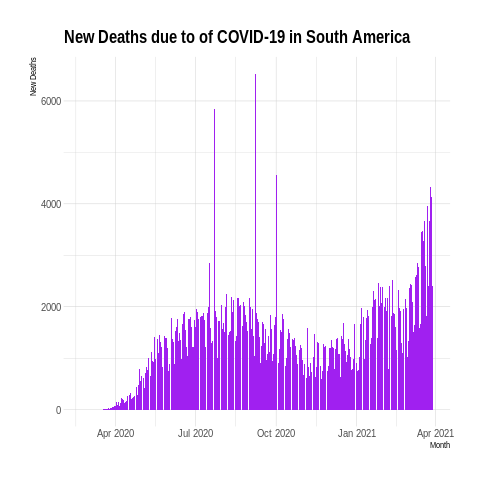 New Deaths due to of COVID-19 in South America
New Deaths
6000
4000
2000
0
Apr 2020 Jul 2020 Oct 2020 Jan 2021 Apr 2021
Month